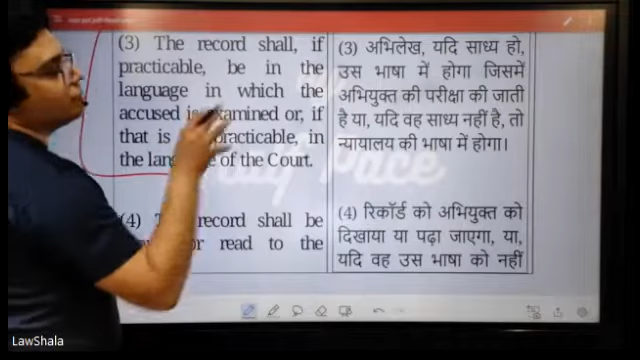 (3) The record shall, if
practicable, be in the
language in which the
accused is examined or, if
that is practicable, in
the of the Court.
(4) record shall be
or read to the
(3) अभिलेख, यदि साध्य हो,
उस भाषा में होगा जिसमें
अभियुक्त की परीक्षा की जाती
है या, यदि वह साध्य नहीं है, तो
न्यायालय की भाषा में होगा।
(4) रिकॉर्ड को अभियुक्त को
दिखाया या पढ़ा जाएगा, या,
यदि वह उस भाषा को नहीं
Pace
LawShala